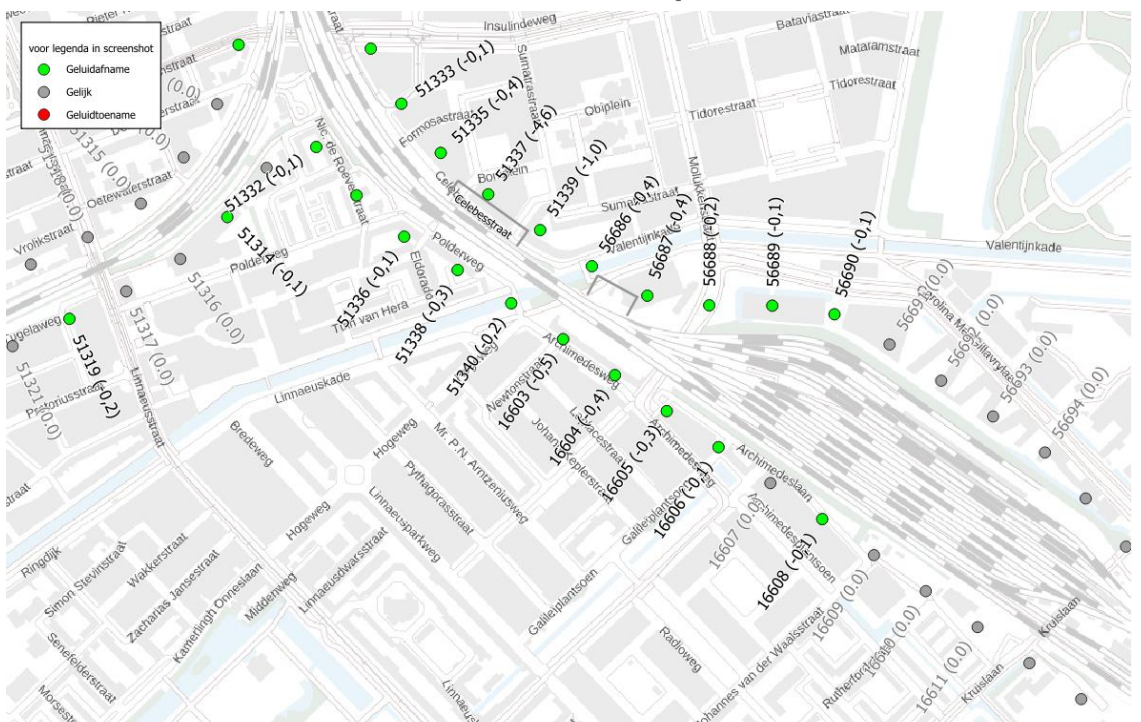 voor legenda in screenshot
Geluidafname
Gelijk
Geluidtoename
Insulindeweg
Bataviastraat
Mataramstraat
Tidorestraat
Tidorestraat
Sumatrastraat
Obiplein
Formosastraat
Molukkenstraat
Nic. de Roeverstraat
Oetewalerstraat
Vrolikstraat
Polderweg
Polderweg
Eldorado
Celebesstraat
Valentijnkade
Valentijnkade
Carolina MacGillavrylaan
Linnaeusstraat
Linnaeuskade
Pretoriusstraat
Archimedesweg
Archimedesweg
Newtonstraat
Laplacestraat
Johannes Keplerstraat
Archimedeslaan
Archimedesplantsoen
Galileiplantsoen
Galileiplantsoen
Bredeweg
Hogeweg
Hogeweg
Mr. P.N. Arntzeniusweg
Pythagorasstraat
Linnaeusparkweg
Linnaeusdwarsstraat
Middenweg
Kamerlingh Onneslaan
Zacharias Jansestraat
Wakkerstraat
Simon Stevinstraat
Ringdijk
Senefelderstraat
Radioweg
Johannes van der Waalsstraat
Kruislaan
Kruislaan
51333 (-0,1)
51335 (-0,4)
51337 (-4,6)
51339 (-1,0)
56686 (-0,4)
56687 (-0,4)
56688 (-0,2)
56689 (-0,1)
56690 (-0,1)
56692 (0.0)
56693 (0.0)
56694 (0.0)
51315 (0.0)
51332 (-0,1)
51314 (-0,1)
51316 (0.0)
51317 (0.0)
51319 (-0,2)
51321 (0.0)
51336 (-0,1)
51338 (-0,3)
51340 (-0,2)
16603 (-0,5)
16604 (-0,4)
16605 (-0,3)
16606 (-0,1)
16607 (0.0)
16608 (-0,1)
16609 (0.0)
16610 (0.0)
16611 (0.0)